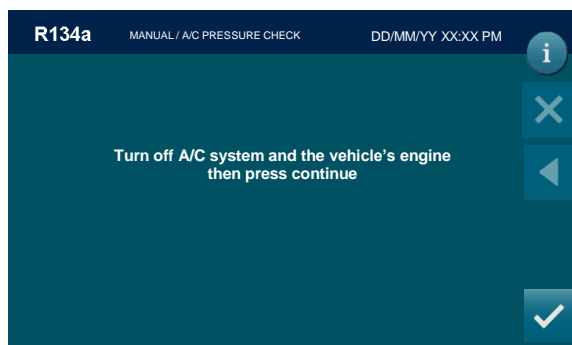 R134a MANUAL / A/C PRESSURE CHECK DD/MM/YY XX:XX PM
i
Turn off A/C system and the vehicle's engine
then press continue